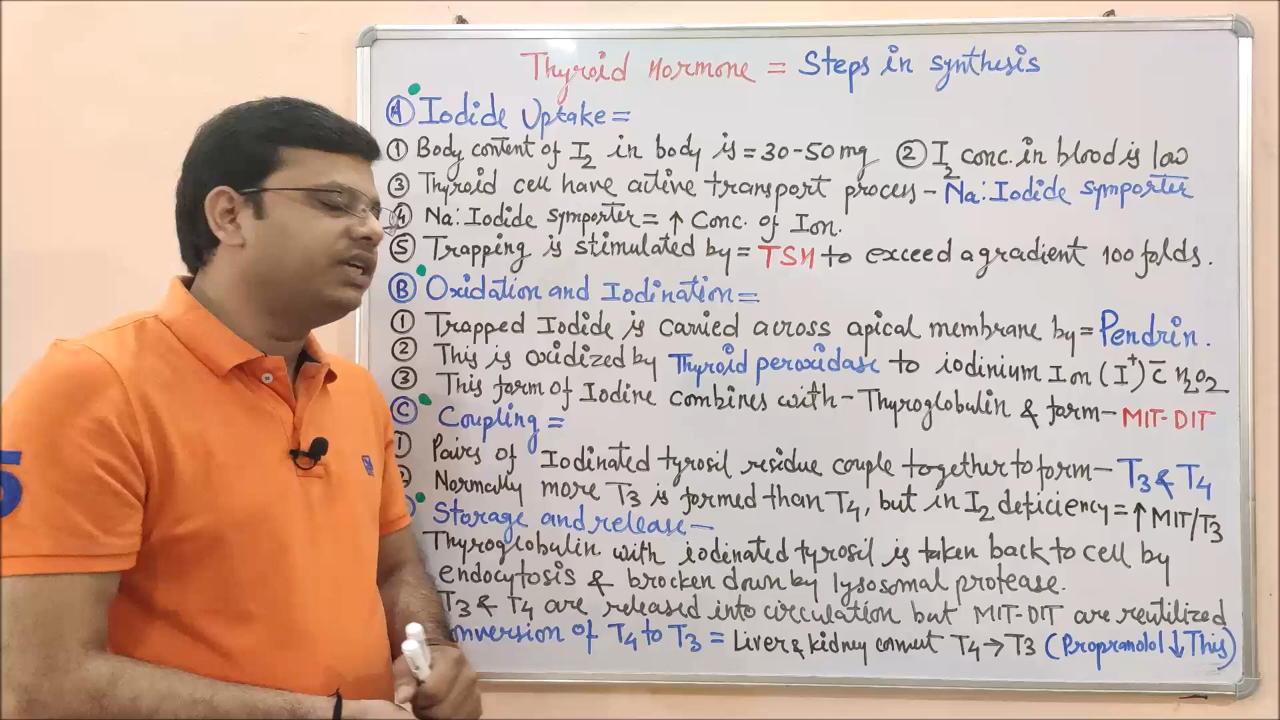 Thyroid Hormone = Steps in synthesis
Ⓐ Iodide Uptake =
① Body content of I2 in body is = 30-50 mg ② I2 conc. in blood is low
③ Thyroid cell have active transport proces - Na: Iodide symporter
④ Na: Iodide symporter = ↑ Conc. of Ion.
⑤ Trapping is stimulated by = TSH to exceed a gradient 100 folds.
Ⓑ Oxidation and Iodination =
① Trapped Iodide is caried across apical membrane by = Pendrin.
② This is oxidized by Thyroid peroxidase to iodinium Ion (I+) c̄ H2O2
③ This form of Iodine combines with - Thyroglobulin & form - MIT-DIT
Ⓒ Coupling =
① Pairs of Iodinated tyrosil residue couple together to form - T3 & T4
Normally more T3 is formed than T4, but in I2 deficiency = ↑ MIT/T3
Storage and release -
Thyroglobulin with iodinated tyrosil is taken back to cell by
endocytosis & brocken down by lysosomal protease.
T3 & T4 are released into circulation but MIT-DIT are reutilized
onversion of T4 to T3 = Liver & kidney convert T4 → T3 (Propranolol ↓ This)
5